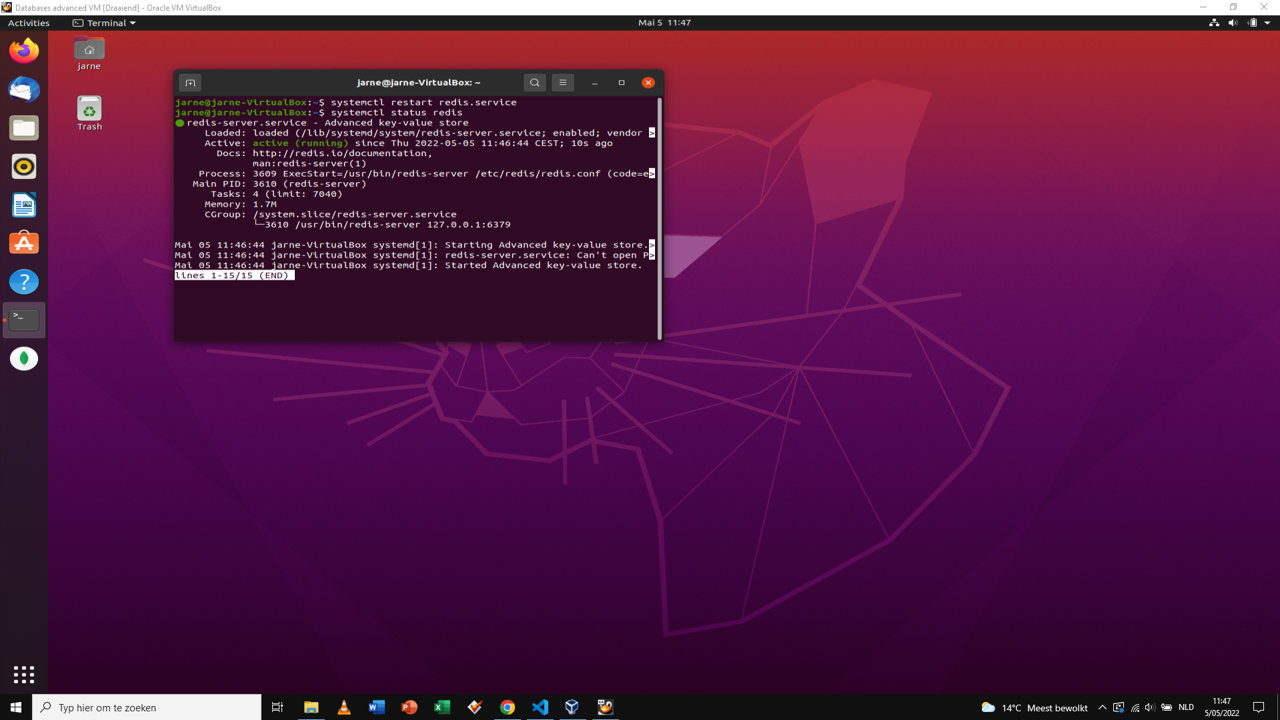 Databases advanced VM [Draaiend] - Oracle VM VirtualBox
Activities
Terminal
Mai 5 11:47
jarne
Trash
jarne@jarne-VirtualBox: ~
jarne@jarne-VirtualBox:~$ systemctl restart redis.service
jarne@jarne-VirtualBox:~$ systemctl status redis
● redis-server.service - Advanced key-value store
Loaded: loaded (/lib/systemd/system/redis-server.service; enabled; vendor >
Active: active (running) since Thu 2022-05-05 11:46:44 CEST; 10s ago
Docs: http://redis.io/documentation,
man:redis-server(1)
Process: 3609 ExecStart=/usr/bin/redis-server /etc/redis/redis.conf (code=e>
Main PID: 3610 (redis-server)
Tasks: 4 (limit: 7040)
Memory: 1.7M
CGroup: /system.slice/redis-server.service
└─3610 /usr/bin/redis-server 127.0.0.1:6379
Mai 05 11:46:44 jarne-VirtualBox systemd[1]: Starting Advanced key-value store.>
Mai 05 11:46:44 jarne-VirtualBox systemd[1]: redis-server.service: Can't open P>
Mai 05 11:46:44 jarne-VirtualBox systemd[1]: Started Advanced key-value store.
lines 1-15/15 (END)
Typ hier om te zoeken
14°C Meest bewolkt
NLD
11:47
5/05/2022